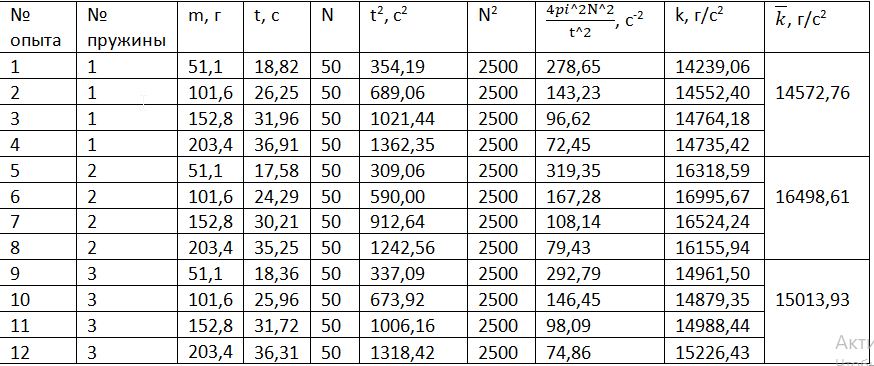 № опыта № пружины m, г t, с N t², с² N² 4pi^2N^2/t^2, с⁻² k, г/с² k̅, г/с²
1 1 51,1 18,82 50 354,19 2500 278,65 14239,06
2 1 101,6 26,25 50 689,06 2500 143,23 14552,40 14572,76
3 1 152,8 31,96 50 1021,44 2500 96,62 14764,18
4 1 203,4 36,91 50 1362,35 2500 72,45 14735,42
5 2 51,1 17,58 50 309,06 2500 319,35 16318,59
6 2 101,6 24,29 50 590,00 2500 167,28 16995,67 16498,61
7 2 152,8 30,21 50 912,64 2500 108,14 16524,24
8 2 203,4 35,25 50 1242,56 2500 79,43 16155,94
9 3 51,1 18,36 50 337,09 2500 292,79 14961,50
10 3 101,6 25,96 50 673,92 2500 146,45 14879,35 15013,93
11 3 152,8 31,72 50 1006,16 2500 98,09 14988,44
12 3 203,4 36,31 50 1318,42 2500 74,86 15226,43
Акти